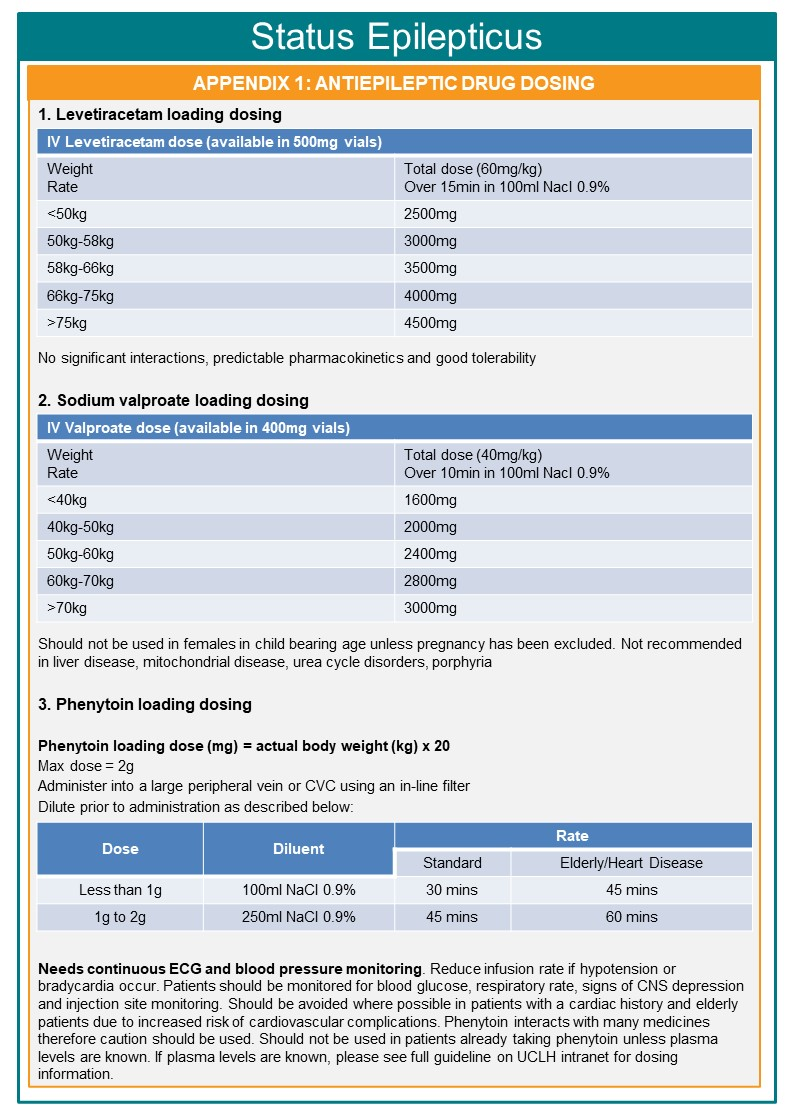 Status Epilepticus
APPENDIX 1: ANTIEPILEPTIC DRUG DOSING
1. Levetiracetam loading dosing
IV Levetiracetam dose (available in 500mg vials)
Weight
Rate
Total dose (60mg/kg)
Over 15min in 100ml Nacl 0.9%
<50kg 2500mg
50kg-58kg 3000mg
58kg-66kg 3500mg
66kg-75kg 4000mg
>75kg 4500mg
No significant interactions, predictable pharmacokinetics and good tolerability
2. Sodium valproate loading dosing
IV Valproate dose (available in 400mg vials)
Weight
Rate
Total dose (40mg/kg)
Over 10min in 100ml Nacl 0.9%
<40kg 1600mg
40kg-50kg 2000mg
50kg-60kg 2400mg
60kg-70kg 2800mg
>70kg 3000mg
Should not be used in females in child bearing age unless pregnancy has been excluded. Not recommended
in liver disease, mitochondrial disease, urea cycle disorders, porphyria
3. Phenytoin loading dosing
Phenytoin loading dose (mg) = actual body weight (kg) x 20
Max dose = 2g
Administer into a large peripheral vein or CVC using an in-line filter
Dilute prior to administration as described below:
Dose Diluent Rate
Standard Elderly/Heart Disease
Less than 1g 100ml NaCl 0.9% 30 mins 45 mins
1g to 2g 250ml NaCl 0.9% 45 mins 60 mins
Needs continuous ECG and blood pressure monitoring. Reduce infusion rate if hypotension or
bradycardia occur. Patients should be monitored for blood glucose, respiratory rate, signs of CNS depression
and injection site monitoring. Should be avoided where possible in patients with a cardiac history and elderly
patients due to increased risk of cardiovascular complications. Phenytoin interacts with many medicines
therefore caution should be used. Should not be used in patients already taking phenytoin unless plasma
levels are known. If plasma levels are known, please see full guideline on UCLH intranet for dosing
information.